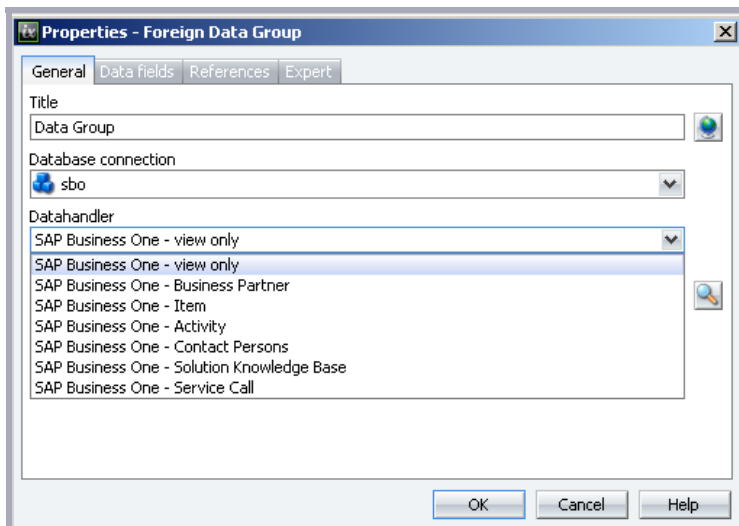 Properties - Foreign Data Group
General Data fields References Expert
Title
Data Group
Database connection
sbo
Datahandler
SAP Business One - view only
SAP Business One - view only
SAP Business One - Business Partner
SAP Business One - Item
SAP Business One - Activity
SAP Business One - Contact Persons
SAP Business One - Solution Knowledge Base
SAP Business One - Service Call
OK Cancel Help